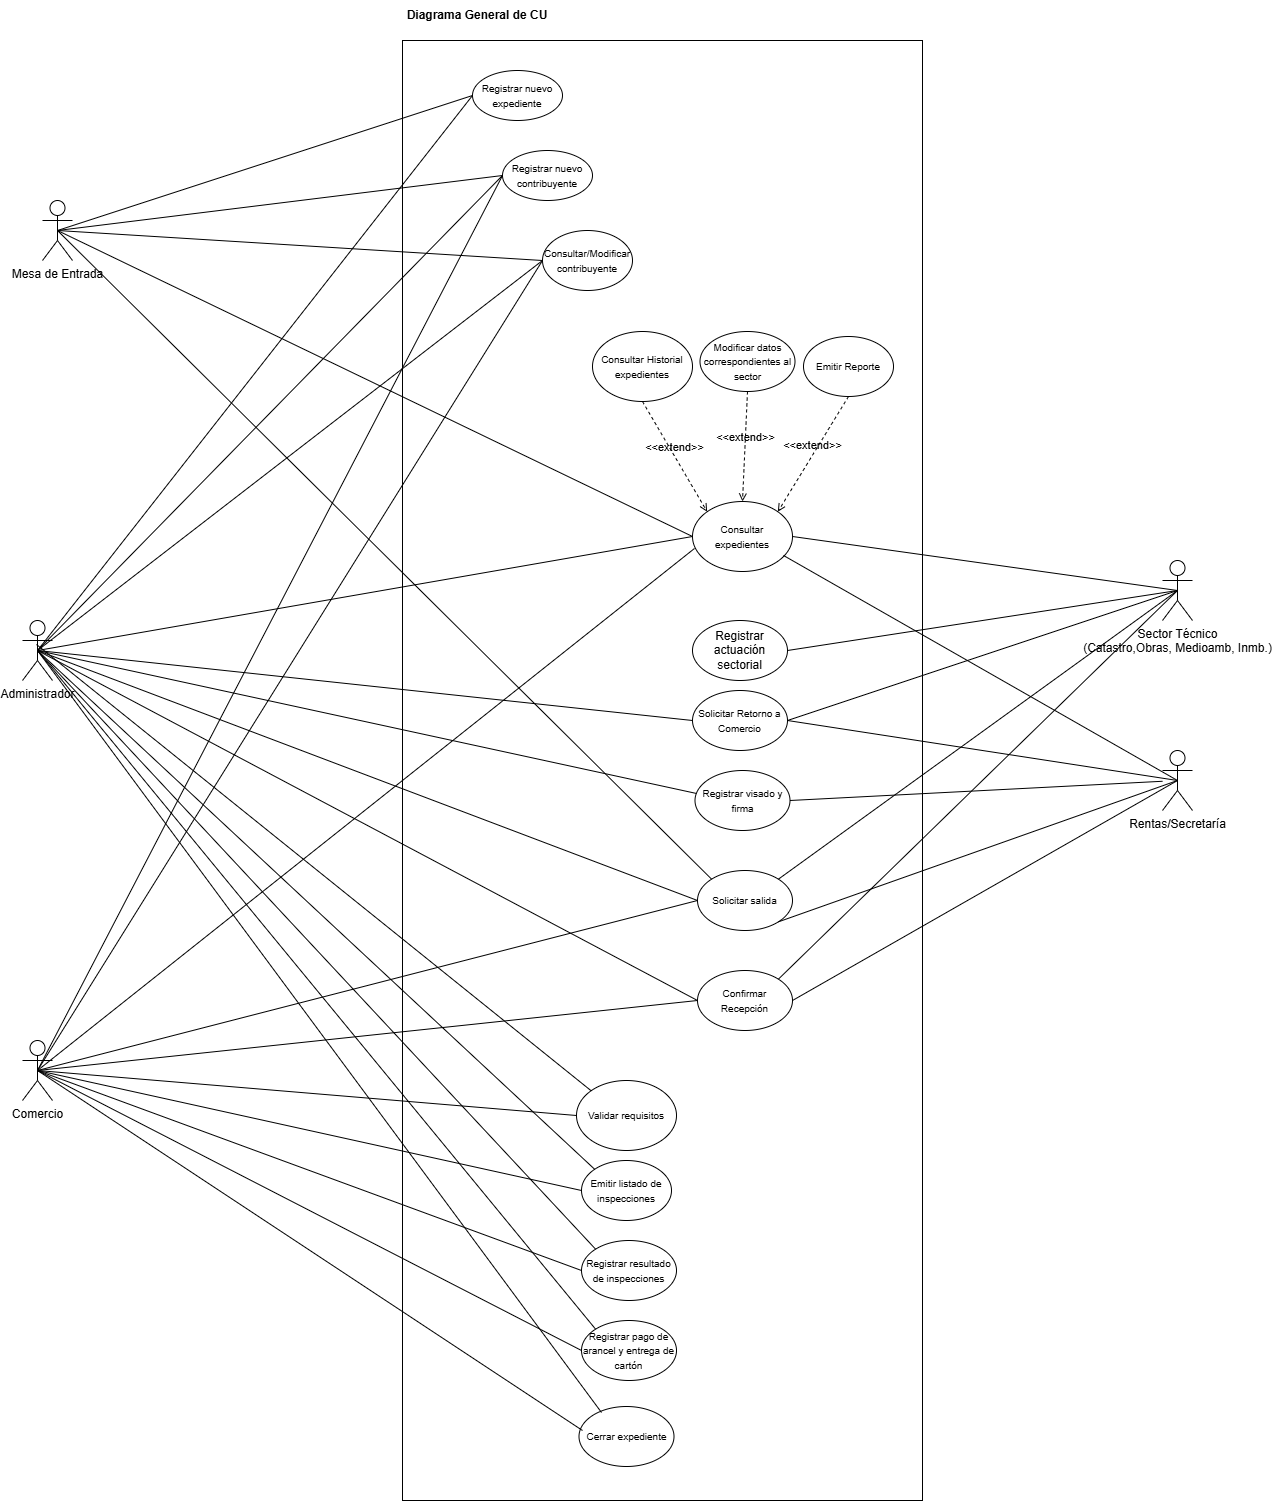 Diagrama General de CU
Registrar nuevo
expediente
Registrar nuevo
contribuyente
Mesa de Entrada
Consultar/Modificar
contribuyente
Consultar Historial
expedientes
Modificar datos
correspondientes al
sector
Emitir Reporte
<<extend>>
<<extend>>
<<extend>>
Consultar
expedientes
Sector Técnico
(Catastro,Obras, Medioamb, Inmb.)
Registrar
actuación
sectorial
Administrador
Solicitar Retorno a
Comercio
Registrar visado y
firma
Rentas/Secretaría
Solicitar salida
Confirmar
Recepción
Comercio
Validar requisitos
Emitir listado de
inspecciones
Registrar resultado
de inspecciones
Registrar pago de
arancel y entrega de
cartón
Cerrar expediente